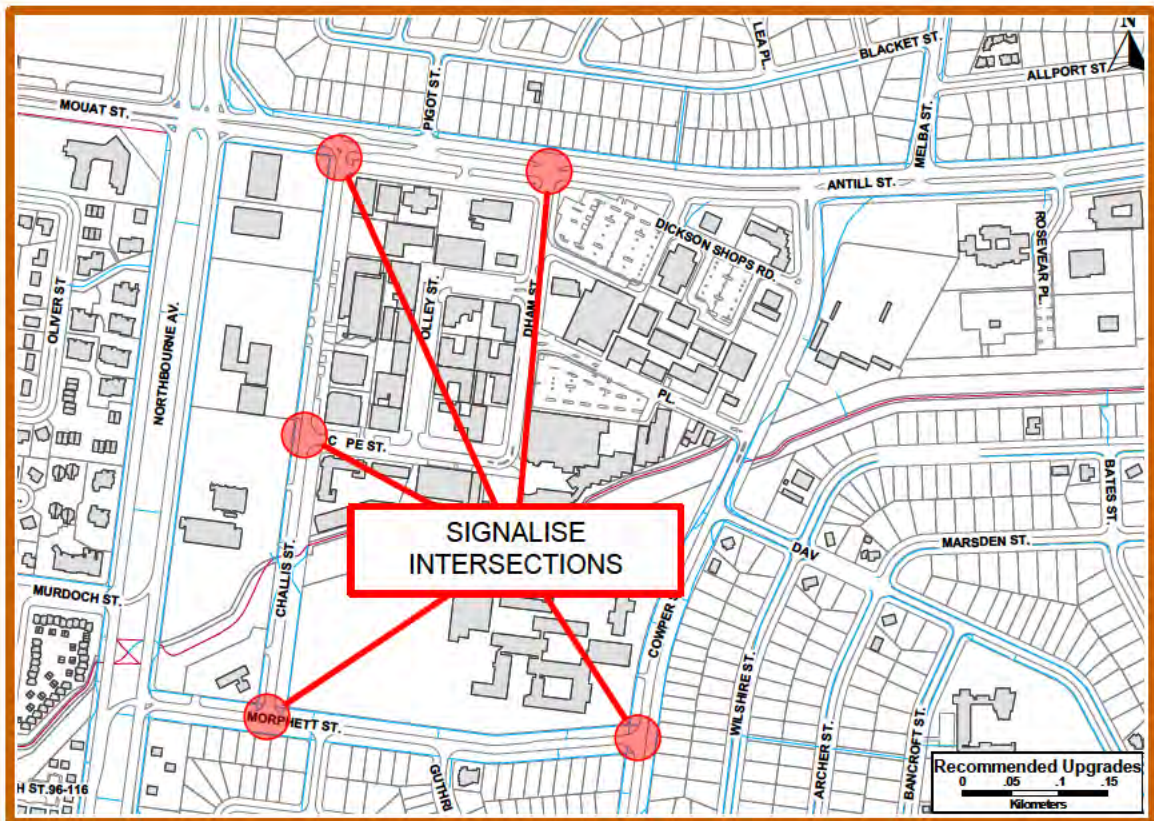 N
LEA PL.
BLACKET ST.
ALLPORT ST
MOUAT ST.
PIGOT ST.
MELBA ST.
ANTILL ST.
DICKSON SHOPS RD.
ROSEVEAR PL.
OLIVER ST
NORTHBOURNE AV.
OLLEY ST.
DHAM ST.
PL.
C PE ST.
BATES ST.
SIGNALISE
INTERSECTIONS
DAV
MARSDEN ST.
MURDOCH ST.
CHALLIS ST.
COWPER S
WILSHIRE ST.
ARCHER ST.
BANCROFT ST.
MORPHETT ST.
GUTHRI
H ST.96-116
Recommended Upgrades
0 .05 .1 .15
Kilometers